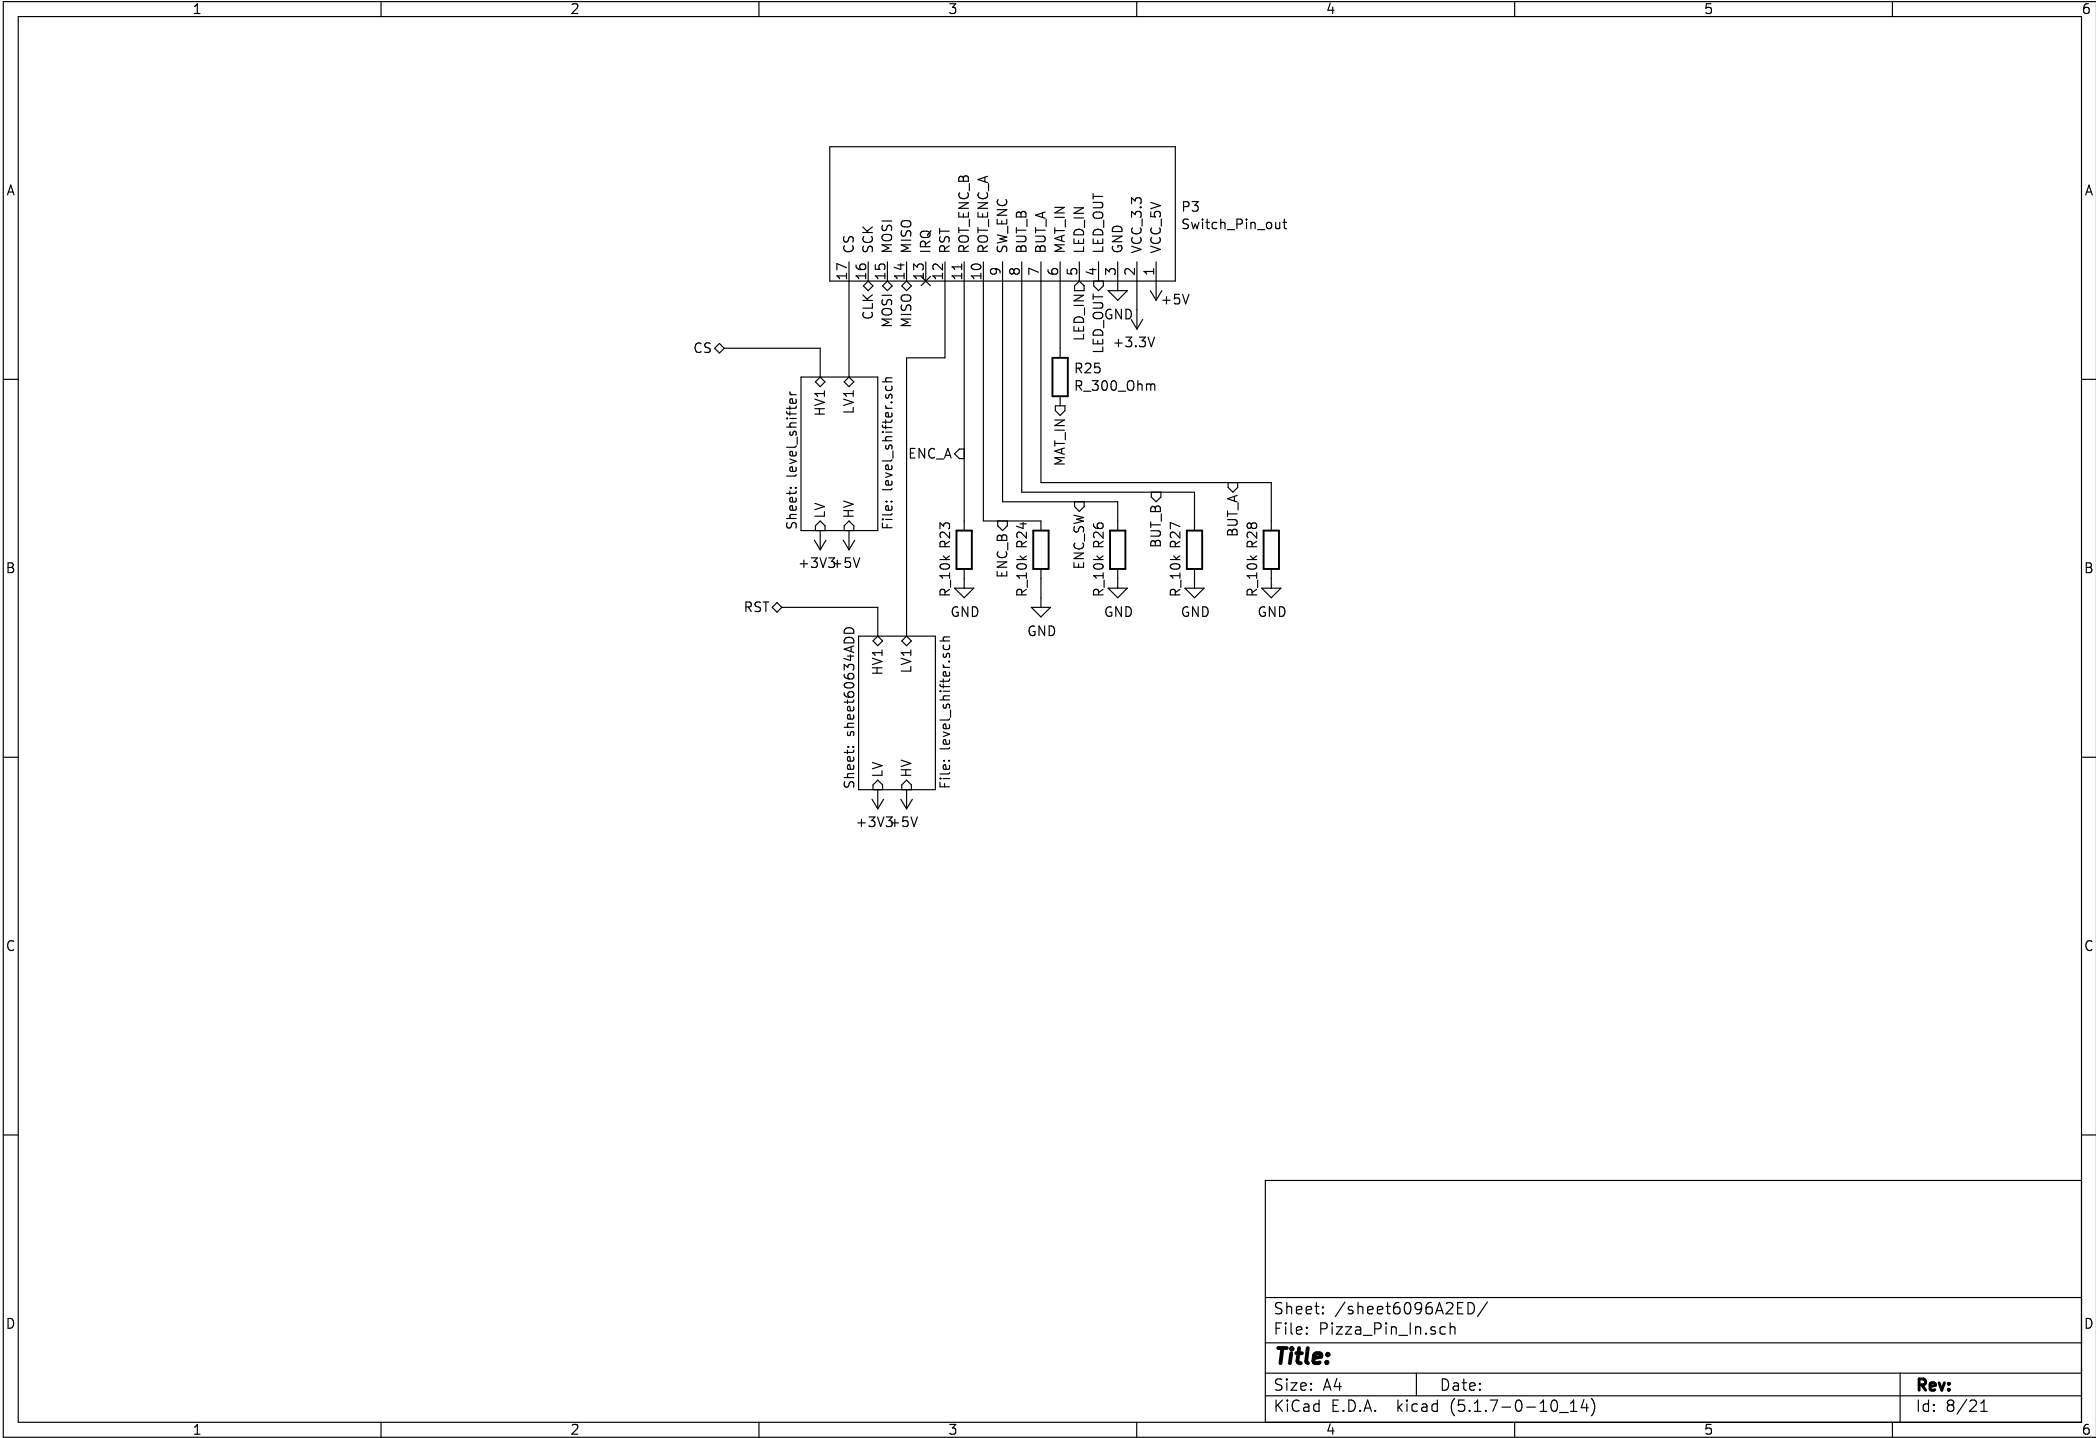 1 2 3 4 5 6
A
A
P3
Switch_Pin_out
CS
SCK
MOSI
MISO
IRQ
RST
ROT_ENC_B
ROT_ENC_A
SW_ENC
BUT_B
BUT_A
MAT_IN
LED_IN
LED_OUT
GND
VCC_3.3
VCC_5V
17 16 15 14 13 12 11 10 9 8 7 6 5 4 3 2 1
CLK
MOSI
MISO
LED_IN
LED_OUT
GND
+3.3V
+5V
CS
R25
R_300_Ohm
MAT_IN
Sheet: level_shifter
HV1
LV1
LV
HV
File: level_shifter.sch
+3V3
+5V
ENC_A
ENC_B
ENC_SW
BUT_B
BUT_A
R_10k R23
R_10k R24
R_10k R26
R_10k R27
R_10k R28
GND
GND
GND
GND
GND
B
B
RST
Sheet: sheet60634ADD
HV1
LV1
LV
HV
File: level_shifter.sch
+3V3
+5V
C
C
D
D
Sheet: /sheet6096A2ED/
File: Pizza_Pin_In.sch
Title:
Size: A4 Date: Rev:
KiCad E.D.A. kicad (5.1.7-0-10_14) Id: 8/21
1 2 3 4 5 6